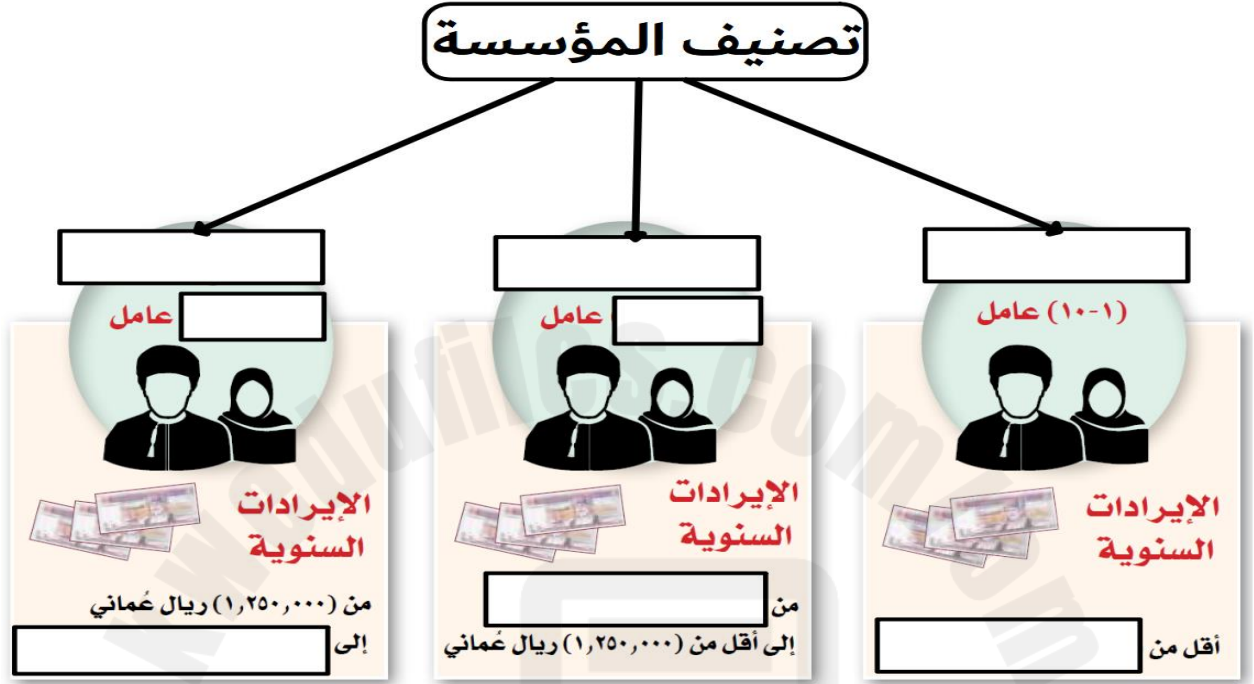 تصنيف المؤسسة
(١-١٠) عامل
الإيرادات
السنوية
أقل من
عامل
الإيرادات
السنوية
من
إلى أقل من (١,٢٥٠,٠٠٠) ريال عُماني
عامل
الإيرادات
السنوية
من (١,٢٥٠,٠٠٠) ريال عُماني
إلى